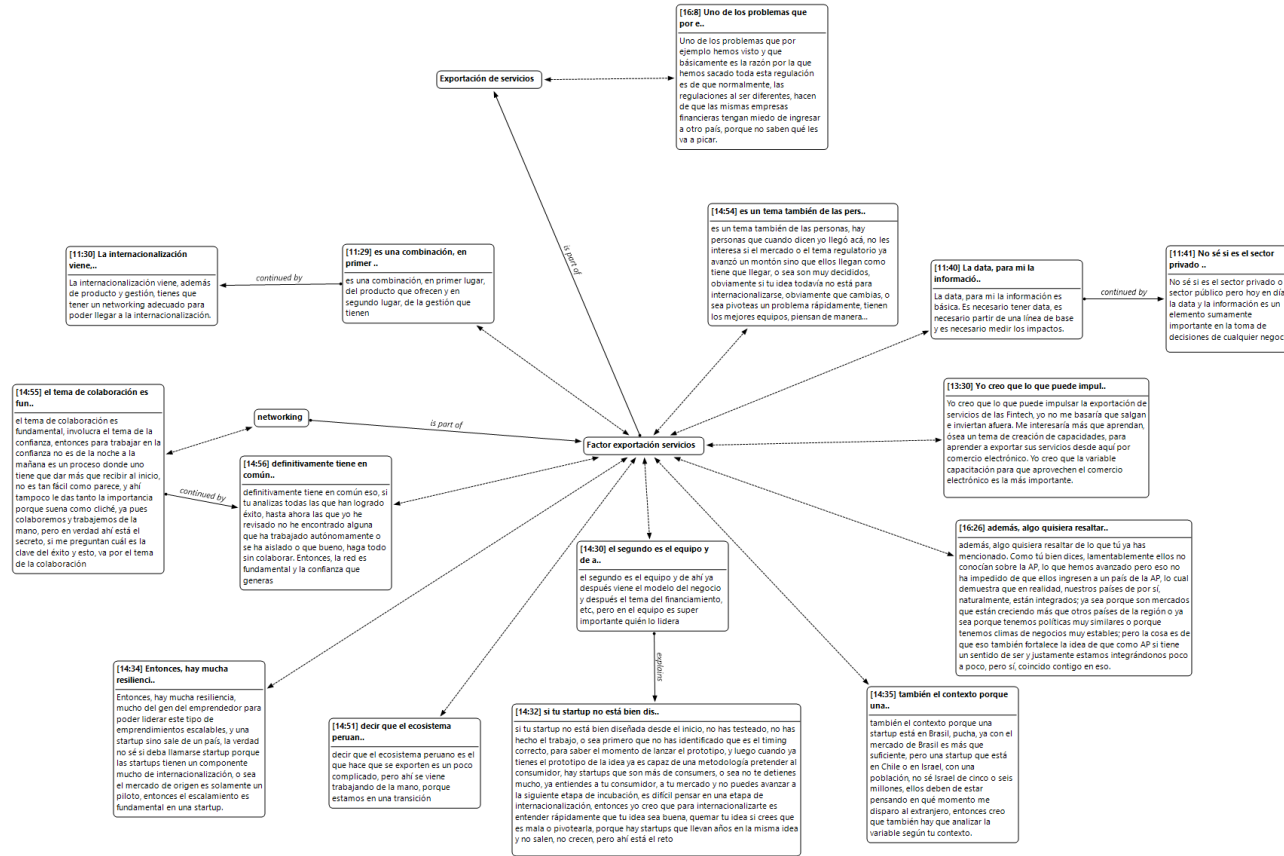 [16:8] Uno de los problemas que
por e..
Uno de los problemas que por
ejemplo hemos visto y que
básicamente es la razón por la que
hemos sacado toda esta regulación
es de que normalmente, las
regulaciones al ser diferentes, hacen
de que las mismas empresas
financieras tengan miedo de ingresar
a otro país, porque no saben qué les
va a picar.
Exportación de servicios
is part of
[14:54] es un tema también de las pers..
es un tema también de las personas, hay
personas que cuando dicen yo llegó acá, no les
interesa si el mercado o el tema regulatorio ya
avanzó un montón sino que ellos llegan como
tiene que llegar, o sea son muy decididos,
obviamente si tu idea todavía no está para
internacionalizarse, obviamente que cambias, o
sea pivoteas un problema rápidamente, tienen
los mejores equipos, piensan de manera...
[11:30] La internacionalización
viene,..
La internacionalización viene, además
de producto y gestión, tienes que
tener un networking adecuado para
poder llegar a la internacionalización.
continued by
[11:29] es una combinación, en
primer ..
es una combinación, en primer lugar,
del producto que ofrecen y en
segundo lugar, de la gestión que
tienen
[11:40] La data, para mi la
informació..
La data, para mi la información es
básica. Es necesario tener data, es
necesario partir de una línea de base
y es necesario medir los impactos.
continued by
[11:41] No sé si es el sector
privado ..
No sé si es el sector privado o
sector público pero hoy en día
la data y la información es un
elemento sumamente
importante en la toma de
decisiones de cualquier negoc
[14:55] el tema de colaboración es
fun..
el tema de colaboración es
fundamental, involucra el tema de la
confianza, entonces para trabajar en la
confianza no es de la noche a la
mañana es un proceso donde uno
tiene que dar más que recibir al inicio,
no es tan fácil como parece, y ahí
tampoco le das tanto la importancia
porque suena como cliché, ya pues
colaboremos y trabajemos de la
mano, pero en verdad ahí está el
secreto, si me preguntan cuál es la
clave del éxito y esto, va por el tema
de la colaboración
networking
is part of
Factor exportación servicios
[13:30] Yo creo que lo que puede impul..
Yo creo que lo que puede impulsar la exportación de
servicios de las Fintech, yo no me basaría que salgan
e inviertan afuera. Me interesaría más que aprendan,
ósea un tema de creación de capacidades, para
aprender a exportar sus servicios desde aquí por
comercio electrónico. Yo creo que la variable
capacitación para que aprovechen el comercio
electrónico es la más importante.
continued by
[14:56] definitivamente tiene en
común..
definitivamente tiene en común eso, si
tu analizas todas las que han logrado
éxito, hasta ahora las que yo he
revisado no he encontrado alguna
que ha trabajado autónomamente o
se ha aislado o que bueno, haga todo
sin colaborar. Entonces, la red es
fundamental y la confianza que
generas
[14:30] el segundo es el equipo y
de a..
el segundo es el equipo y de ahí ya
después viene el modelo del negocio
y después el tema del financiamiento,
etc., pero en el equipo es super
importante quién lo lidera
explains
[16:26] además, algo quisiera resaltar..
además, algo quisiera resaltar de lo que tú ya has
mencionado. Como tú bien dices, lamentablemente ellos no
conocían sobre la AP, lo que hemos avanzado pero eso no
ha impedido de que ellos ingresen a un país de la AP, lo cual
demuestra que en realidad, nuestros países de por sí,
naturalmente, están integrados; ya sea porque son mercados
que están creciendo más que otros países de la región o ya
sea porque tenemos políticas muy similares o porque
tenemos climas de negocios muy estables; pero la cosa es de
que eso también fortalece la idea de que como AP si tiene
un sentido de ser y justamente estamos integrándonos poco
a poco, pero sí, coincido contigo en eso.
[14:34] Entonces, hay mucha
resilienci..
Entonces, hay mucha resiliencia,
mucho del gen del emprendedor para
poder liderar este tipo de
emprendimientos escalables, y una
startup sino sale de un país, la verdad
no sé si deba llamarse startup porque
las startups tienen un componente
mucho de internacionalización, o sea
el mercado de origen es solamente un
piloto, entonces el escalamiento es
fundamental en una startup.
[14:51] decir que el ecosistema
peruan..
decir que el ecosistema peruano es el
que hace que se exporten es un poco
complicado, pero ahí se viene
trabajando de la mano, porque
estamos en una transición
[14:32] si tu startup no está bien dis..
si tu startup no está bien diseñada desde el inicio, no has testeado, no has
hecho el trabajo, o sea primero que no has identificado que es el timing
correcto, para saber el momento de lanzar el prototipo, y luego cuando ya
tienes el prototipo de la idea ya es capaz de una metodología pretender al
consumidor, hay startups que son más de consumers, o sea no te detienes
mucho, ya entiendes a tu consumidor, a tu mercado y no puedes avanzar a
la siguiente etapa de incubación, es difícil pensar en una etapa de
internacionalización, entonces yo creo que para internacionalizarte es
entender rápidamente que tu idea sea buena, quemar tu idea si crees que
es mala o pivotearla, porque hay startups que llevan años en la misma idea
y no salen, no crecen, pero ahí está el reto
[14:35] también el contexto porque
una..
también el contexto porque una
startup está en Brasil, pucha, ya con el
mercado de Brasil es más que
suficiente, pero una startup que está
en Chile o en Israel, con una
población, no sé Israel de cinco o seis
millones, ellos deben de estar
pensando en qué momento me
disparo al extranjero, entonces creo
que también hay que analizar la
variable según tu contexto.